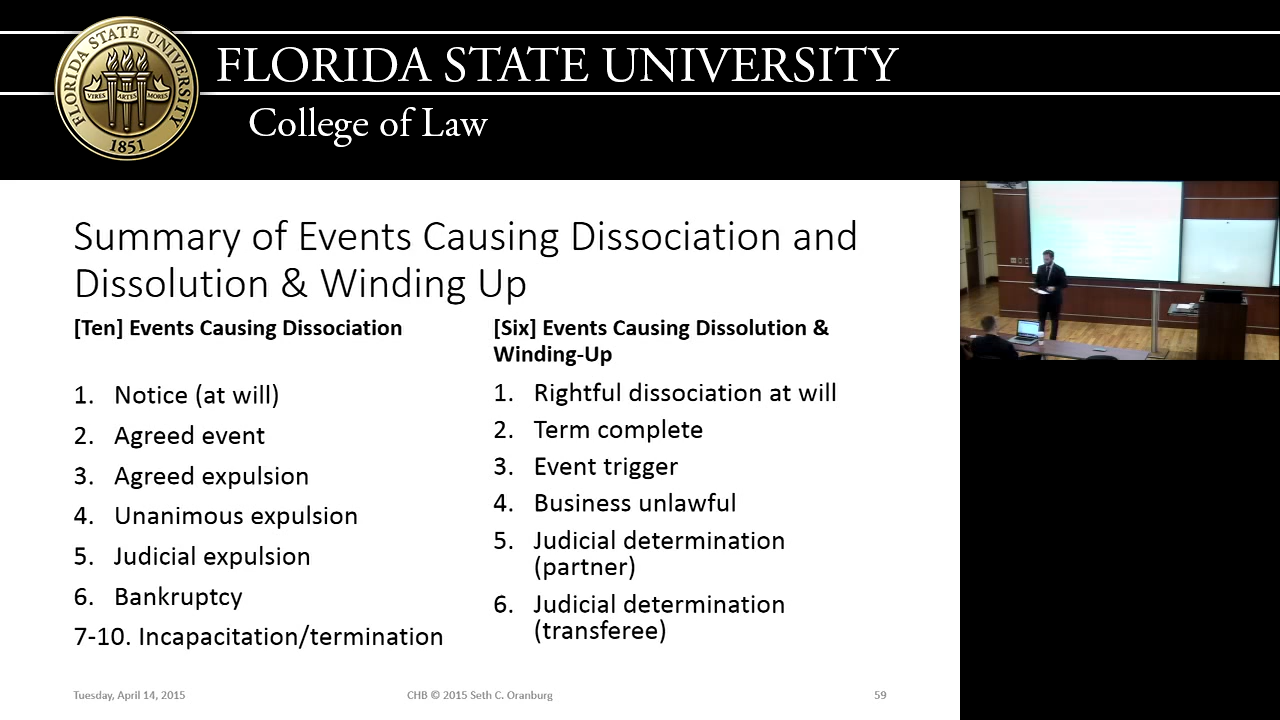 FLORIDA STATE UNIVERSITY
College of Law
FLORIDA STATE UNIVERSITY
VIRES ARTES MORES
1851
Summary of Events Causing Dissociation and
Dissolution & Winding Up
[Ten] Events Causing Dissociation
1. Notice (at will)
2. Agreed event
3. Agreed expulsion
4. Unanimous expulsion
5. Judicial expulsion
6. Bankruptcy
7-10. Incapacitation/termination
[Six] Events Causing Dissolution &
Winding-Up
1. Rightful dissociation at will
2. Term complete
3. Event trigger
4. Business unlawful
5. Judicial determination
(partner)
6. Judicial determination
(transferee)
Tuesday, April 14, 2015
CHB © 2015 Seth C. Oranburg
59